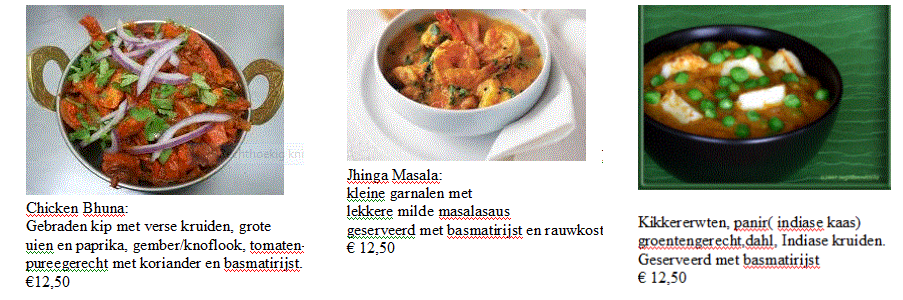 Chicken Bhuna:
Gebraden kip met verse kruiden, grote
uien en paprika, gember/knoflook, tomaten-
pureegerecht met koriander en basmatirijst.
€12,50
Jhinga Masala:
kleine garnalen met
lekkere milde masalasaus
geserveerd met basmatirijst en rauwkost
€ 12,50
Kikkererwten, panir( indiase kaas)
groentengerecht,dahl, Indiase kruiden.
Geserveerd met basmatirijst
€ 12,50